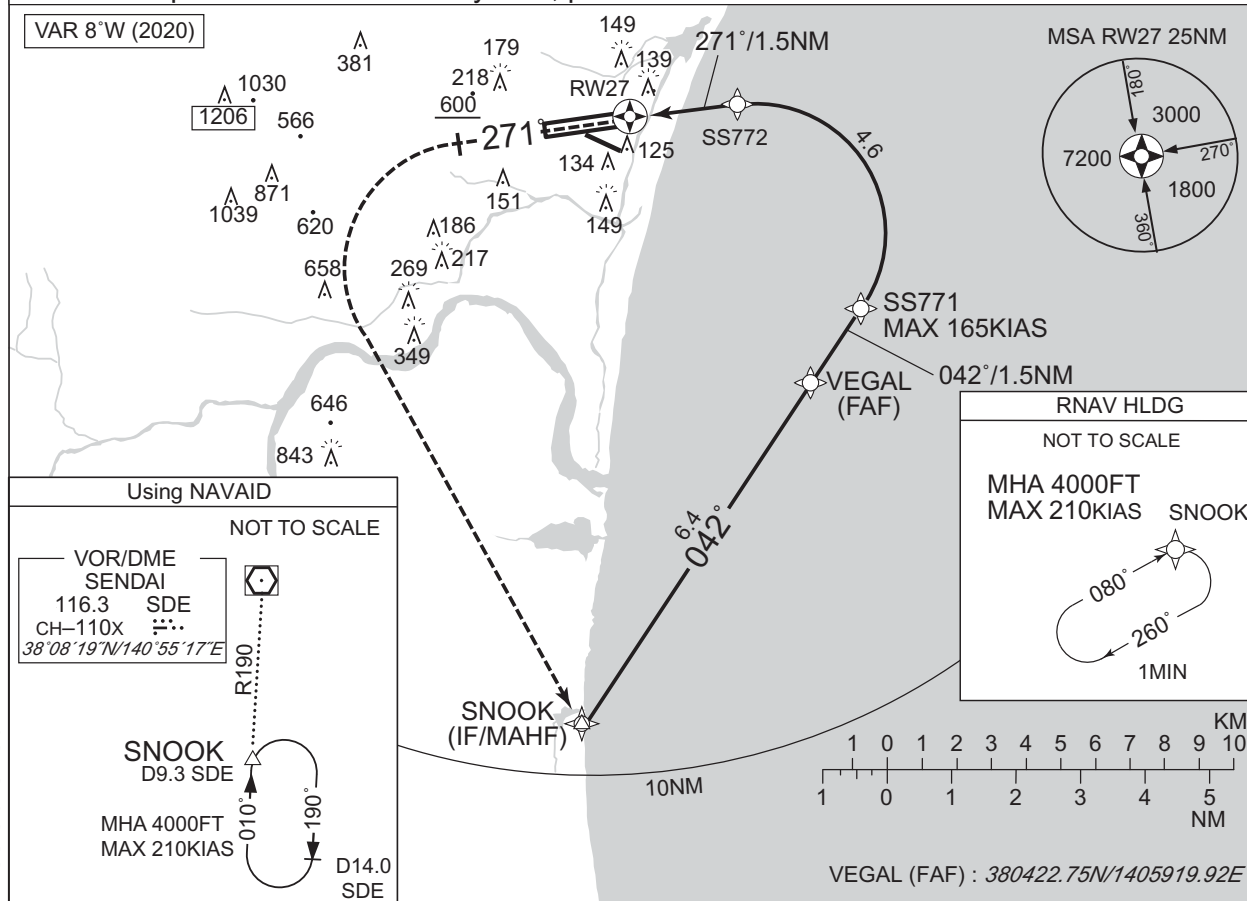 VAR 8°W (2020)
381
1030
1206
566
871
1039
620
658
646
843
179
218
600
149
139
RW27
271°
271°/1.5NM
SS772
134
125
151
149
186
217
269
349
4.6
SS771
MAX 165KIAS
042°/1.5NM
VEGAL
(FAF)
6.4
042°
SNOOK
(IF/MAHF)
10NM
MSA RW27 25NM
180°
3000
7200
270°
1800
360°
RNAV HLDG
NOT TO SCALE
MHA 4000FT
MAX 210KIAS
SNOOK
080°
260°
1MIN
Using NAVAID
NOT TO SCALE
VOR/DME
SENDAI
116.3 SDE
CH–110X
38°08′19″N/140°55′17″E
R190
SNOOK
D9.3 SDE
010°
190°
MHA 4000FT
MAX 210KIAS
D14.0
SDE
KM
1 0 1 2 3 4 5 6 7 8 9 10
1 0 1 2 3 4 5
NM
VEGAL (FAF) : 380422.75N/1405919.92E